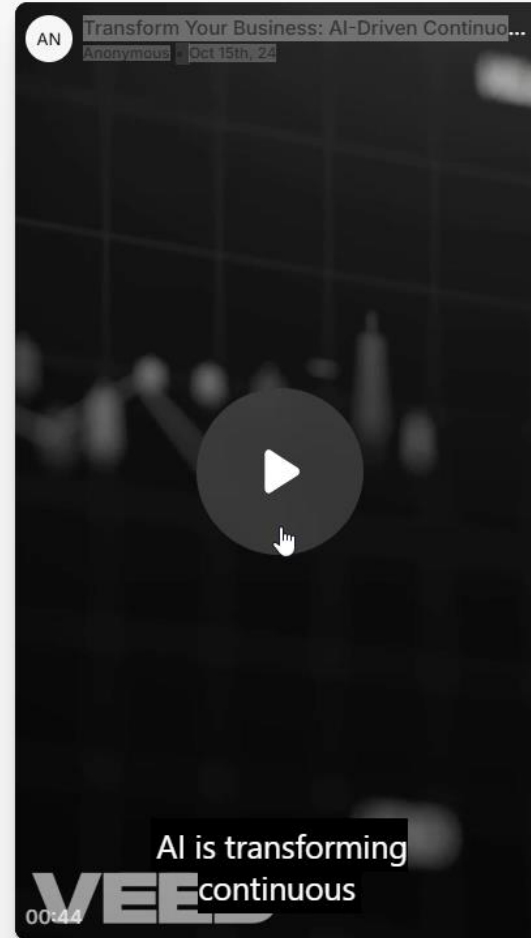 AN
Transform Your Business: AI-Driven Continuo...
Anonymous • Oct 15th, 24
AI is transforming
continuous
VEED
00:44